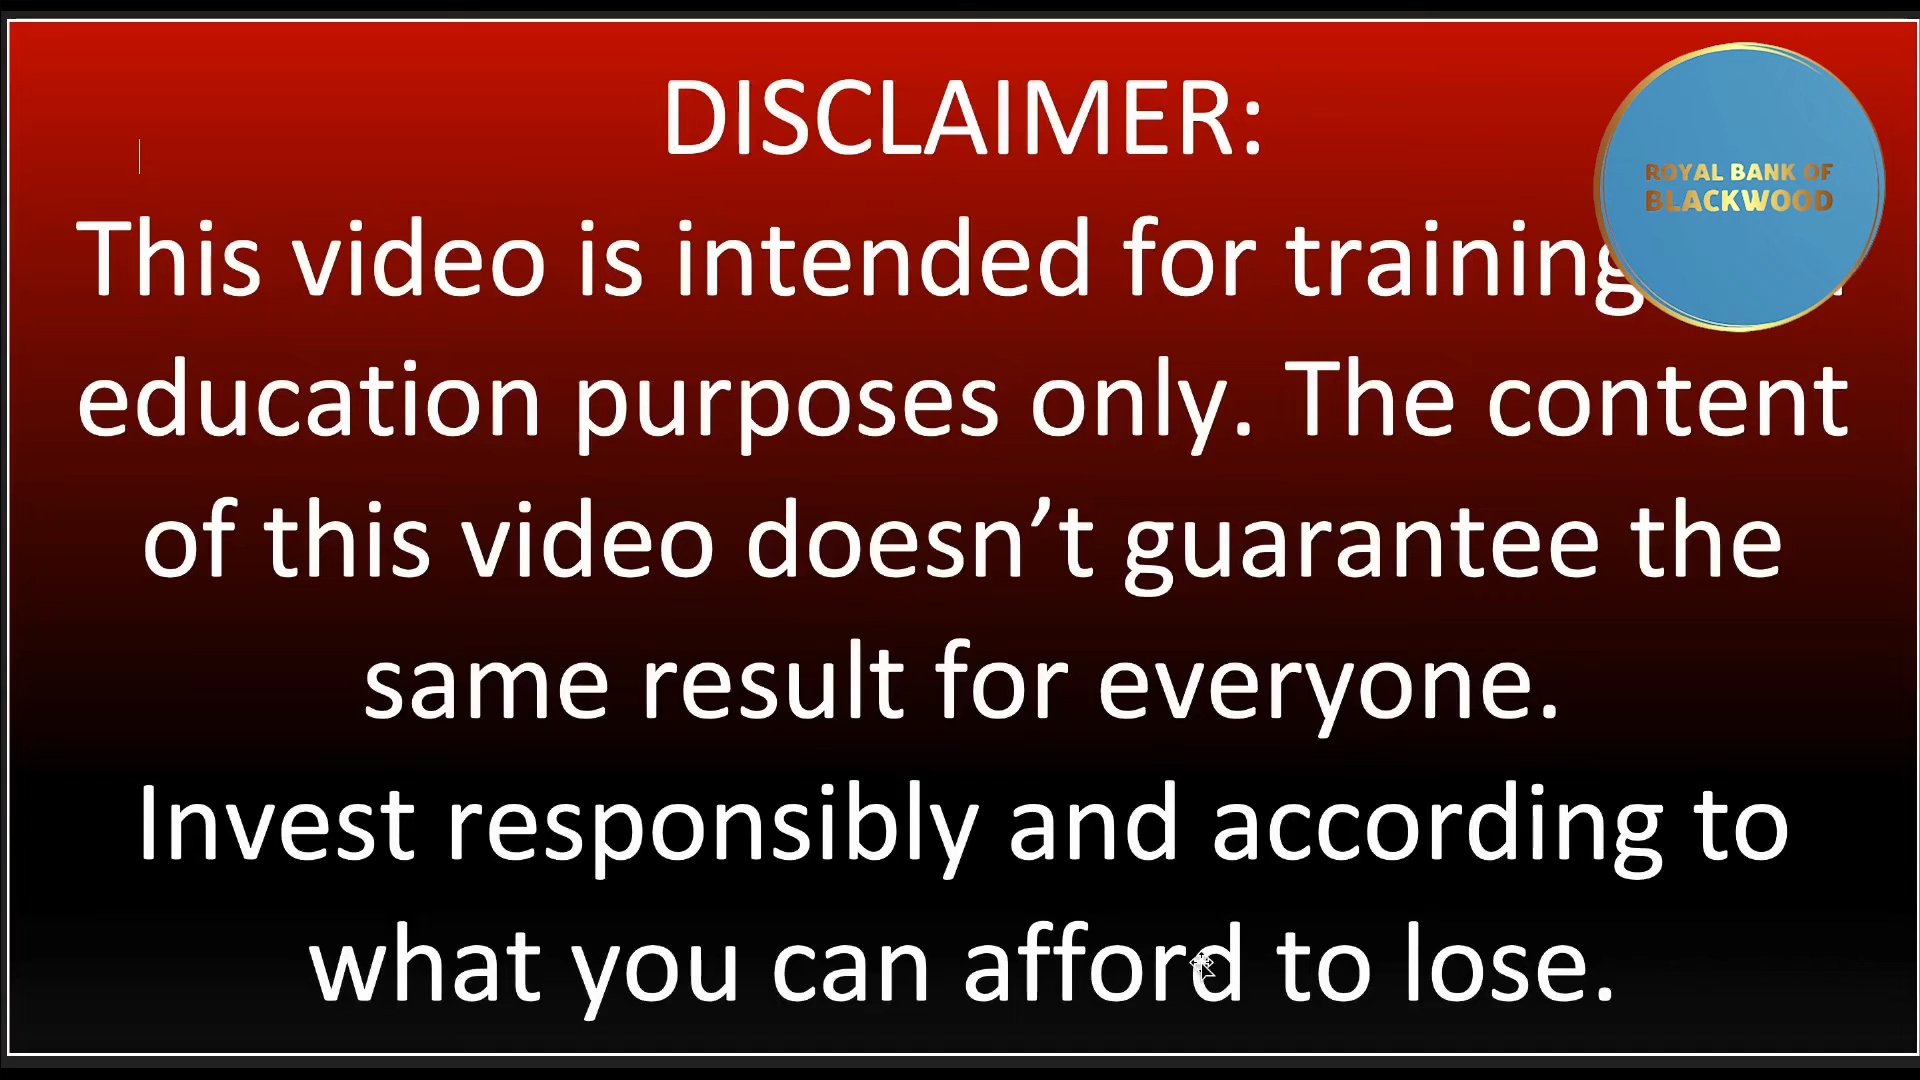 DISCLAIMER:
ROYAL BANK OF
BLACKWOOD
This video is intended for training
education purposes only. The content
of this video doesn’t guarantee the
same result for everyone.
Invest responsibly and according to
what you can afford to lose.